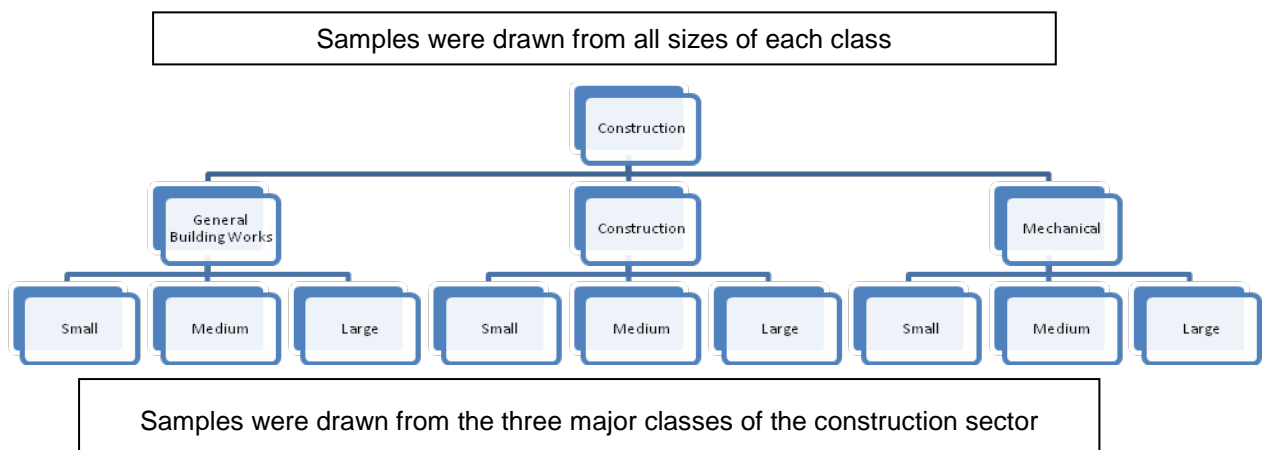 Samples were drawn from all sizes of each class
Construction
General
Building Works
Construction
Mechanical
Small
Medium
Large
Small
Medium
Large
Small
Medium
Large
Samples were drawn from the three major classes of the construction sector